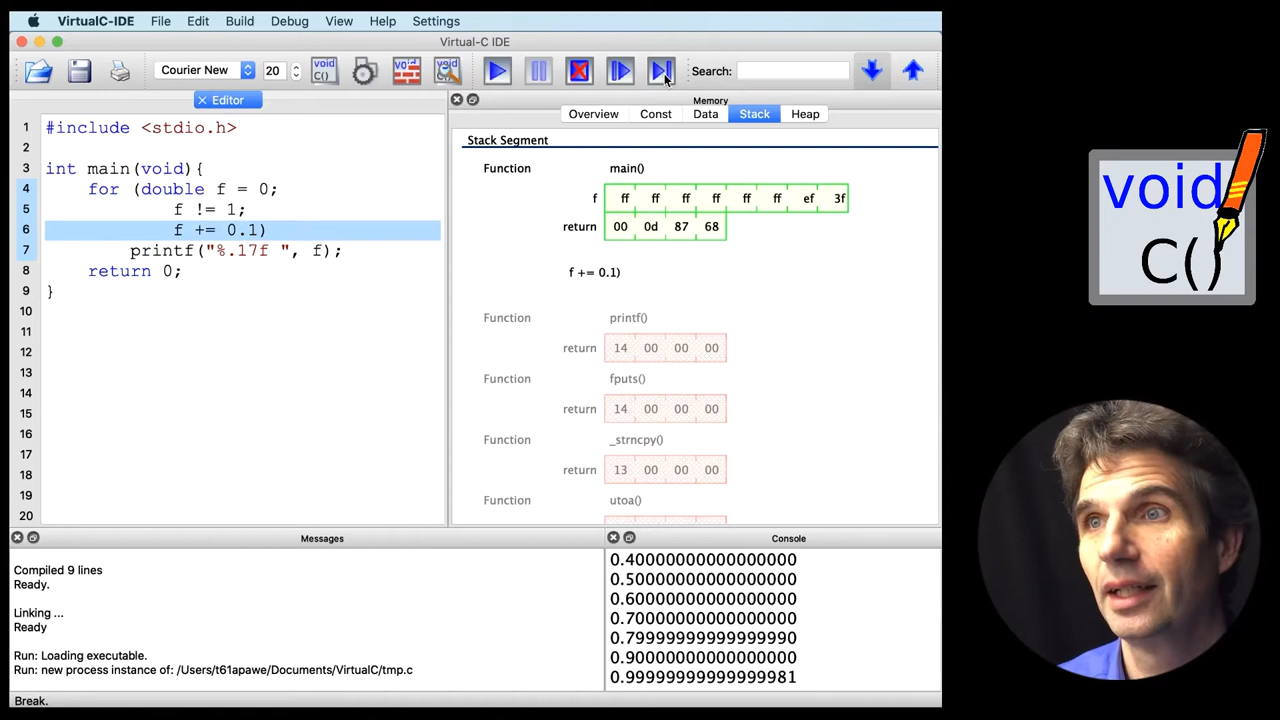 VirtualC-IDE File Edit Build Debug View Help Settings
Virtual-C IDE
Courier New 20 void C() void C() Search:
Editor
1 #include <stdio.h>
2
3 int main(void){
4 for (double f = 0;
5 f != 1;
6 f += 0.1)
7 printf("%.17f ", f);
8 return 0;
9 }
10
11
12
13
14
15
16
17
18
19
20
Memory
Overview Const Data Stack Heap
Stack Segment
Function main()
f ff ff ff ff ff ff ef 3f
return 00 0d 87 68
f += 0.1)
Function printf()
return 14 00 00 00
Function fputs()
return 14 00 00 00
Function _strncpy()
return 13 00 00 00
Function utoa()
Messages
Compiled 9 lines
Ready.
Linking ...
Ready
Run: Loading executable.
Run: new process instance of: /Users/t61apawe/Documents/VirtualC/tmp.c
Console
0.40000000000000000
0.50000000000000000
0.60000000000000000
0.70000000000000000
0.79999999999999990
0.90000000000000000
0.99999999999999981
Break.
void
C()